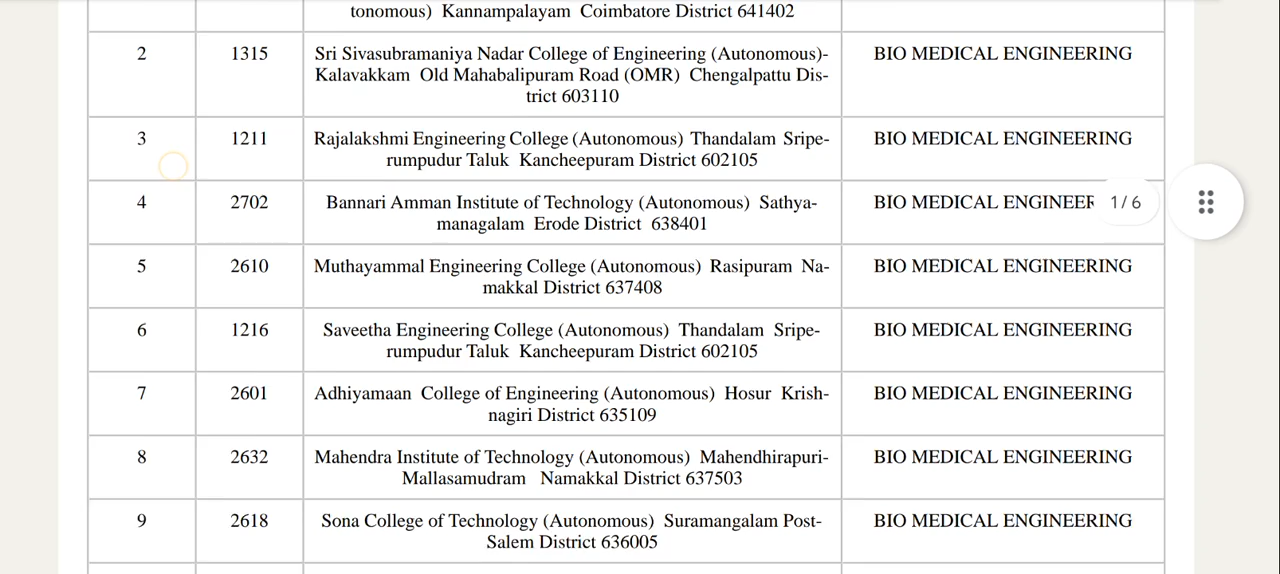 tonomous) Kannampalayam Coimbatore District 641402
2 1315 Sri Sivasubramaniya Nadar College of Engineering (Autonomous)- BIO MEDICAL ENGINEERING
Kalavakkam Old Mahabalipuram Road (OMR) Chengalpattu Dis-
trict 603110
3 1211 Rajalakshmi Engineering College (Autonomous) Thandalam Sripe- BIO MEDICAL ENGINEERING
rumpudur Taluk Kancheepuram District 602105
4 2702 Bannari Amman Institute of Technology (Autonomous) Sathya- BIO MEDICAL ENGINEER 1/6
managalam Erode District 638401
5 2610 Muthayammal Engineering College (Autonomous) Rasipuram Na- BIO MEDICAL ENGINEERING
makkal District 637408
6 1216 Saveetha Engineering College (Autonomous) Thandalam Sripe- BIO MEDICAL ENGINEERING
rumpudur Taluk Kancheepuram District 602105
7 2601 Adhiyamaan College of Engineering (Autonomous) Hosur Krish- BIO MEDICAL ENGINEERING
nagiri District 635109
8 2632 Mahendra Institute of Technology (Autonomous) Mahendhirapuri- BIO MEDICAL ENGINEERING
Mallasamudram Namakkal District 637503
9 2618 Sona College of Technology (Autonomous) Suramangalam Post- BIO MEDICAL ENGINEERING
Salem District 636005